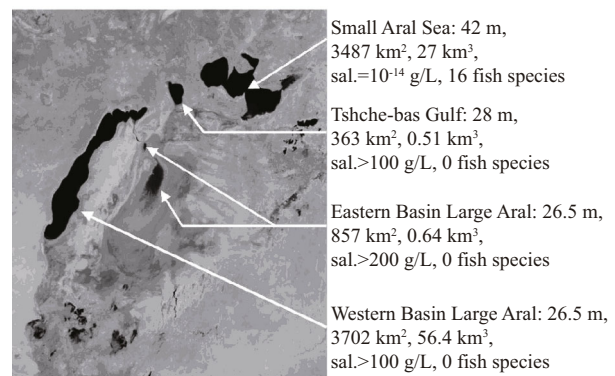 Small Aral Sea: 42 m,
3487 km², 27 km³,
sal.=10⁻¹⁴ g/L, 16 fish species
Tshche-bas Gulf: 28 m,
363 km², 0.51 km³,
sal.>100 g/L, 0 fish species
Eastern Basin Large Aral: 26.5 m,
857 km², 0.64 km³,
sal.>200 g/L, 0 fish species
Western Basin Large Aral: 26.5 m,
3702 km², 56.4 km³,
sal.>100 g/L, 0 fish species